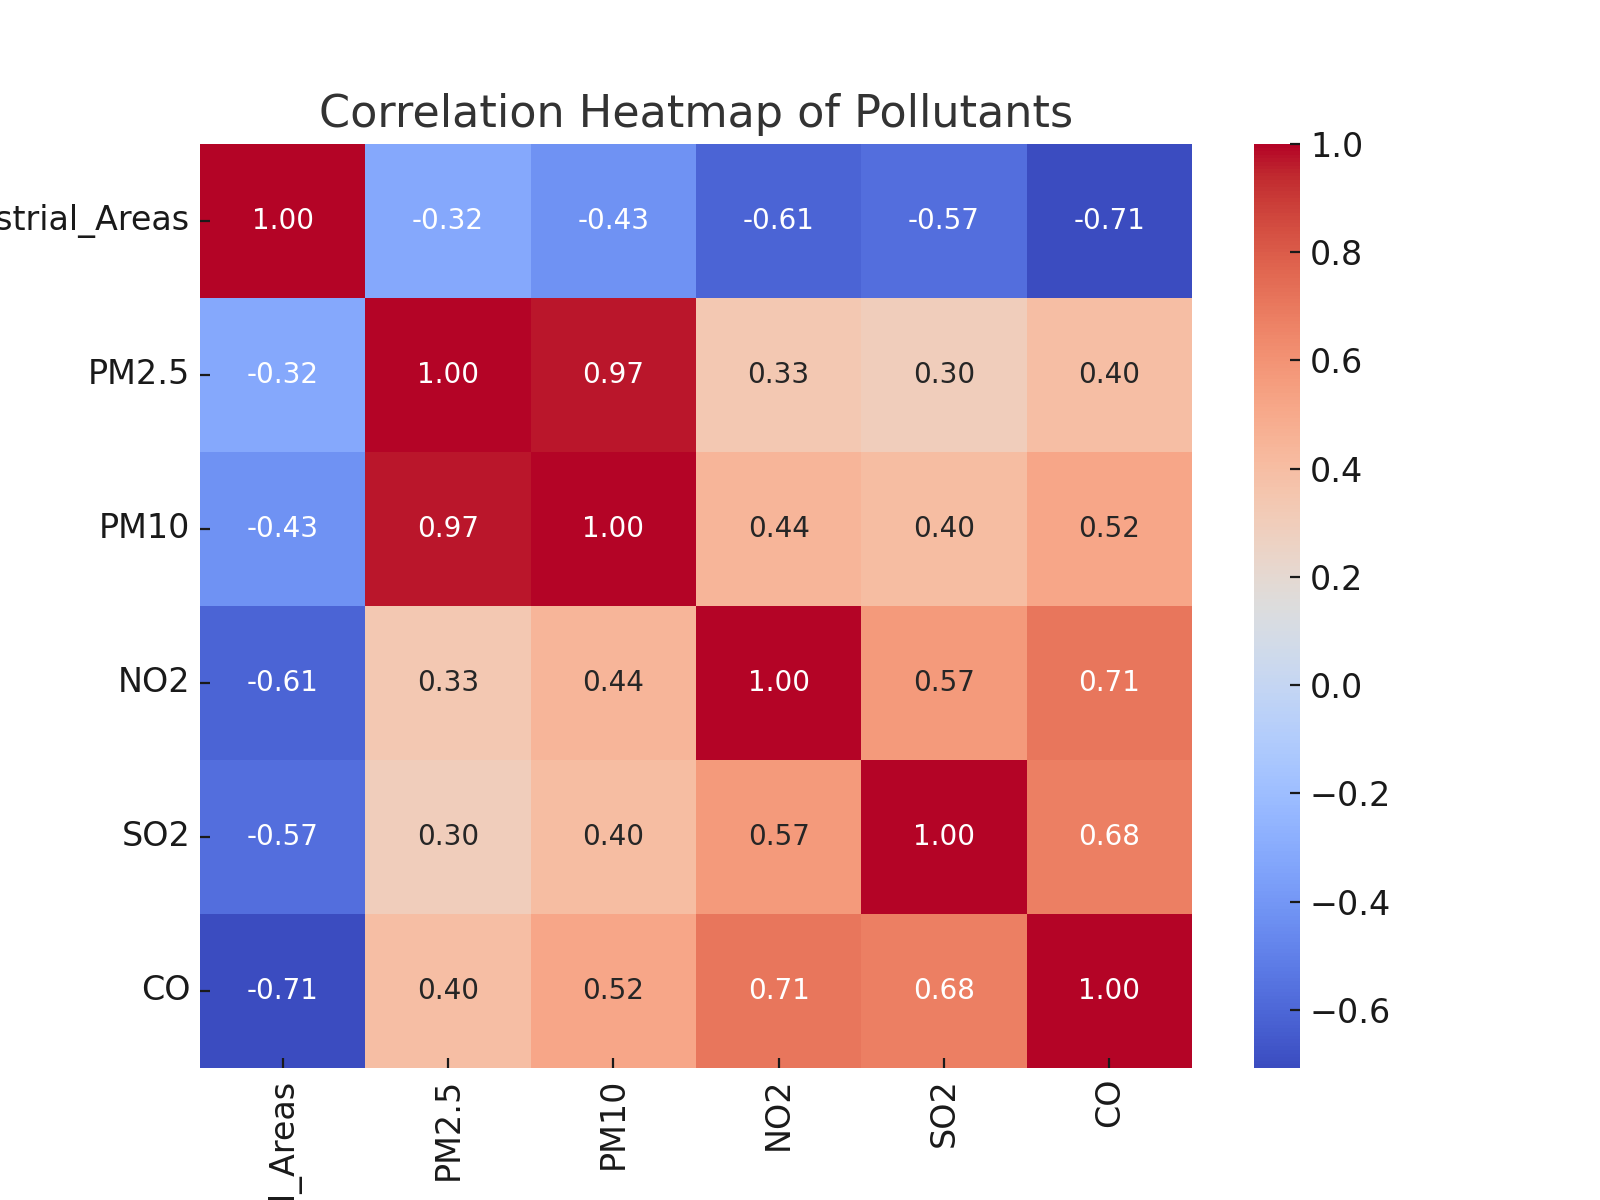 Correlation Heatmap of Pollutants
strial_Areas 1.00 -0.32 -0.43 -0.61 -0.57 -0.71
PM2.5 -0.32 1.00 0.97 0.33 0.30 0.40
PM10 -0.43 0.97 1.00 0.44 0.40 0.52
NO2 -0.61 0.33 0.44 1.00 0.57 0.71
SO2 -0.57 0.30 0.40 0.57 1.00 0.68
CO -0.71 0.40 0.52 0.71 0.68 1.00
l_Areas PM2.5 PM10 NO2 SO2 CO
1.0
0.8
0.6
0.4
0.2
0.0
−0.2
−0.4
−0.6